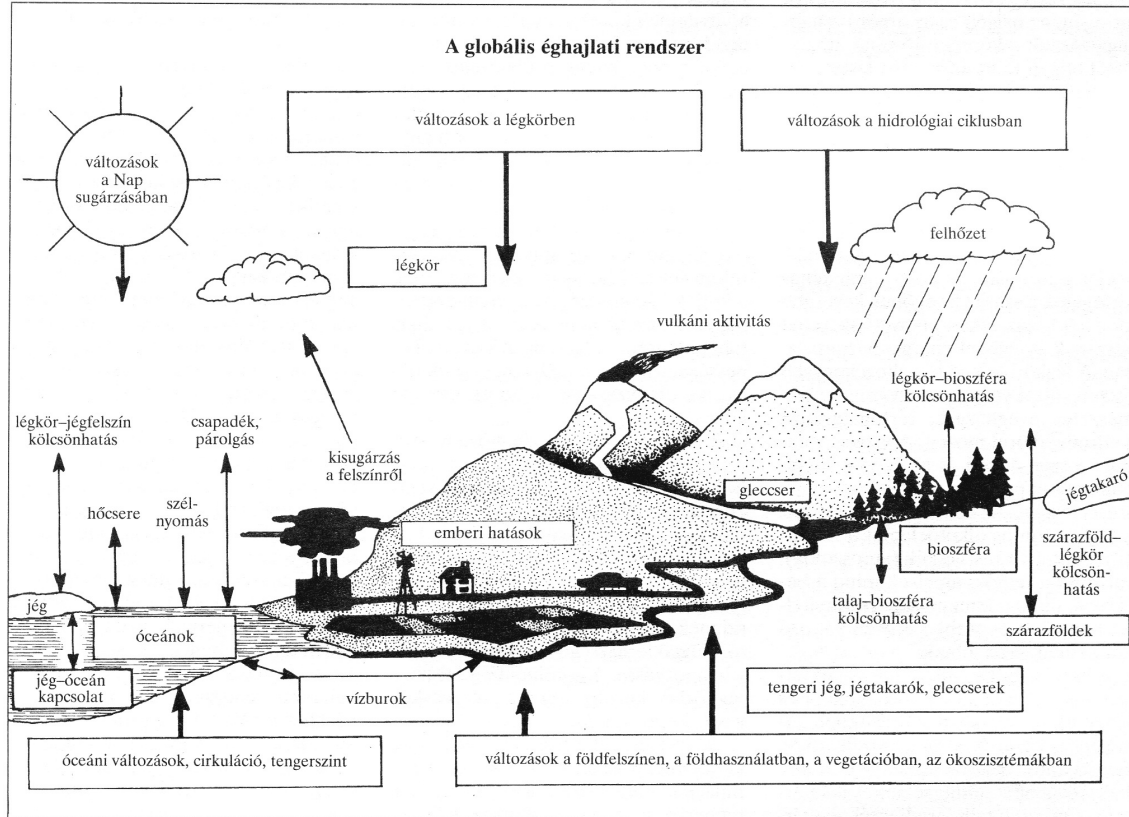 A globális éghajlati rendszer
változások a légkörben
változások a hidrológiai ciklusban
változások
a Nap
sugárzásában
felhőzet
légkör
vulkáni aktivitás
légkör–bioszféra
kölcsönhatás
légkör–jégfelszín
kölcsönhatás
csapadék,
párolgás
kisugárzás
a felszínről
gleccser
jégtakaró
hőcsere
szél-
nyomás
emberi hatások
bioszféra
szárazföld–
légkör
kölcsön-
hatás
jég
óceánok
talaj–bioszféra
kölcsönhatás
szárazföldek
jég–óceán
kapcsolat
vízburok
tengeri jég, jégtakarók, gleccserek
óceáni változások, cirkuláció, tengerszint
változások a földfelszínen, a földhasználatban, a vegetációban, az ökoszisztémákban